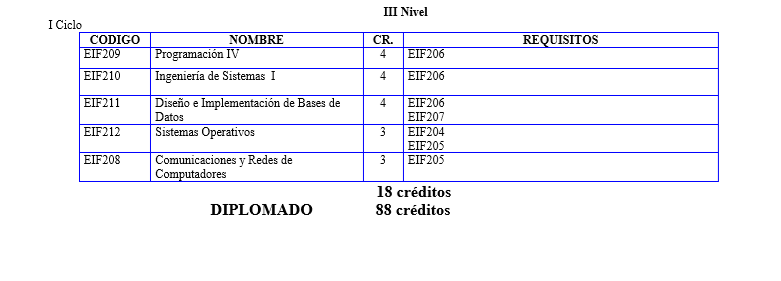 III Nivel
I Ciclo
CODIGO NOMBRE CR. REQUISITOS
EIF209 Programación IV 4 EIF206
EIF210 Ingeniería de Sistemas I 4 EIF206
EIF211 Diseño e Implementación de Bases de 4 EIF206
Datos EIF207
EIF212 Sistemas Operativos 3 EIF204
EIF205
EIF208 Comunicaciones y Redes de 3 EIF205
Computadores
18 créditos
DIPLOMADO 88 créditos